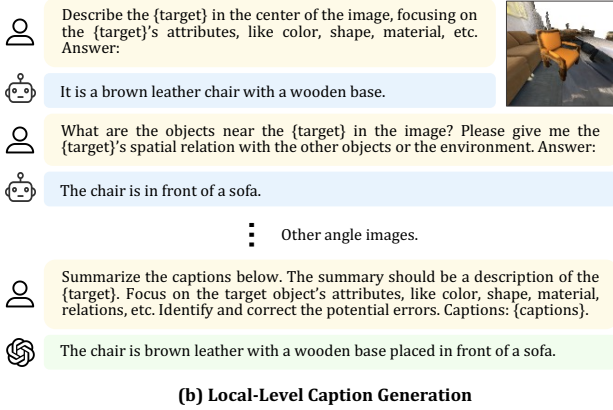 Describe the {target} in the center of the image, focusing on
the {target}'s attributes, like color, shape, material, etc.
Answer:
It is a brown leather chair with a wooden base.
What are the objects near the {target} in the image? Please give me the
{target}'s spatial relation with the other objects or the environment. Answer:
The chair is in front of a sofa.
Other angle images.
Summarize the captions below. The summary should be a description of the
{target}. Focus on the target object's attributes, like color, shape, material,
relations, etc. Identify and correct the potential errors. Captions: {captions}.
The chair is brown leather with a wooden base placed in front of a sofa.
(b) Local-Level Caption Generation